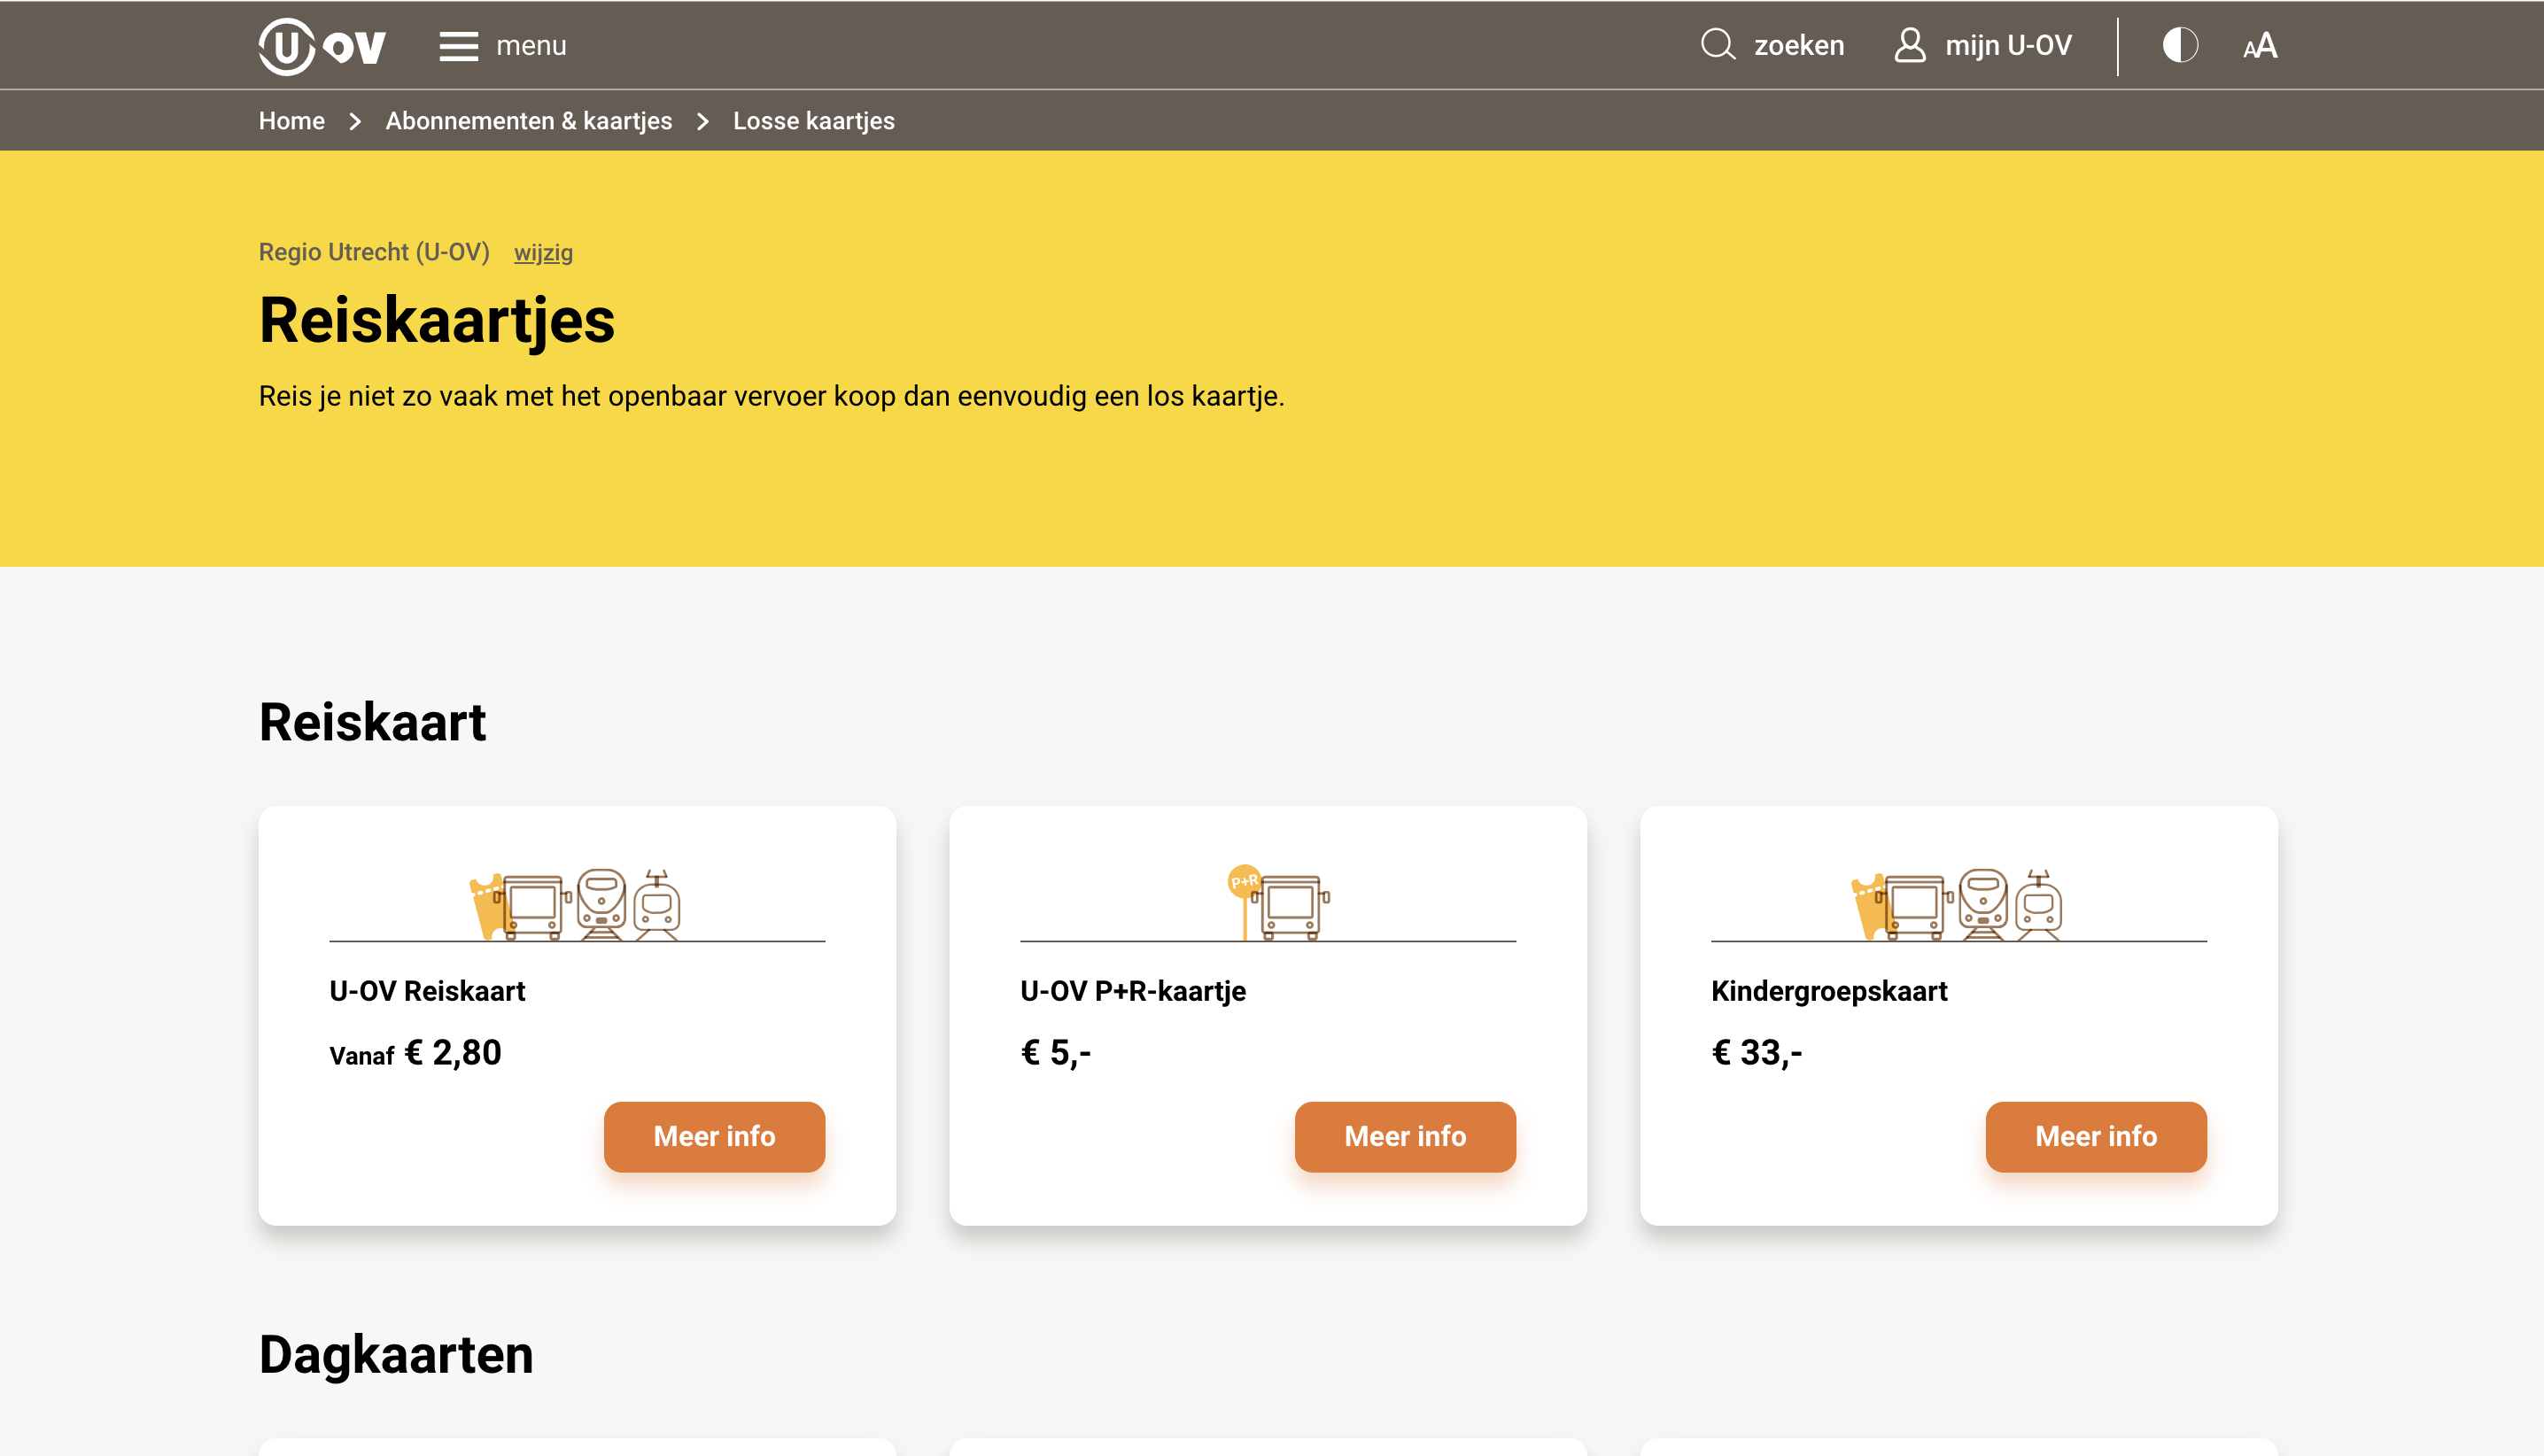 U OV menu zoeken mijn U-OV AA
Home > Abonnementen & kaartjes > Losse kaartjes
Regio Utrecht (U-OV) wijzig
Reiskaartjes
Reis je niet zo vaak met het openbaar vervoer koop dan eenvoudig een los kaartje.
Reiskaart
P+R
U-OV Reiskaart
Vanaf € 2,80
Meer info
U-OV P+R-kaartje
€ 5,-
Meer info
Kindergroepskaart
€ 33,-
Meer info
Dagkaarten